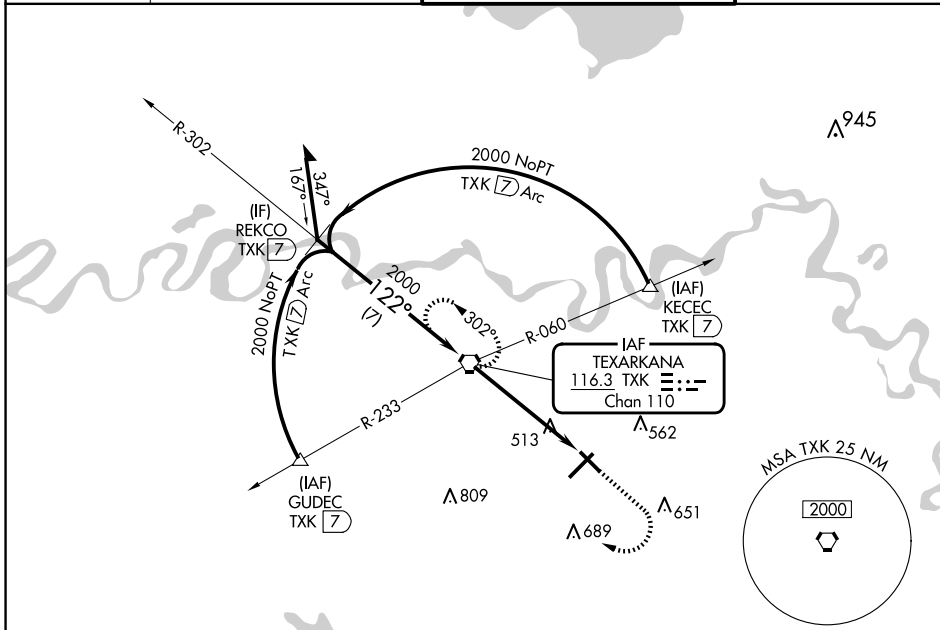 945
R-302
2000 NoPT
TXK 7 Arc
347°
167°
(IF)
REKCO
TXK 7
2000
122°
(7)
2000 NoPT
TXK 7 Arc
302°
R-060
(IAF)
KECEC
TXK 7
IAF
TEXARKANA
116.3 TXK
Chan 110
R-233
513
562
(IAF)
GUDEC
TXK 7
809
689
651
MSA TXK 25 NM
2000